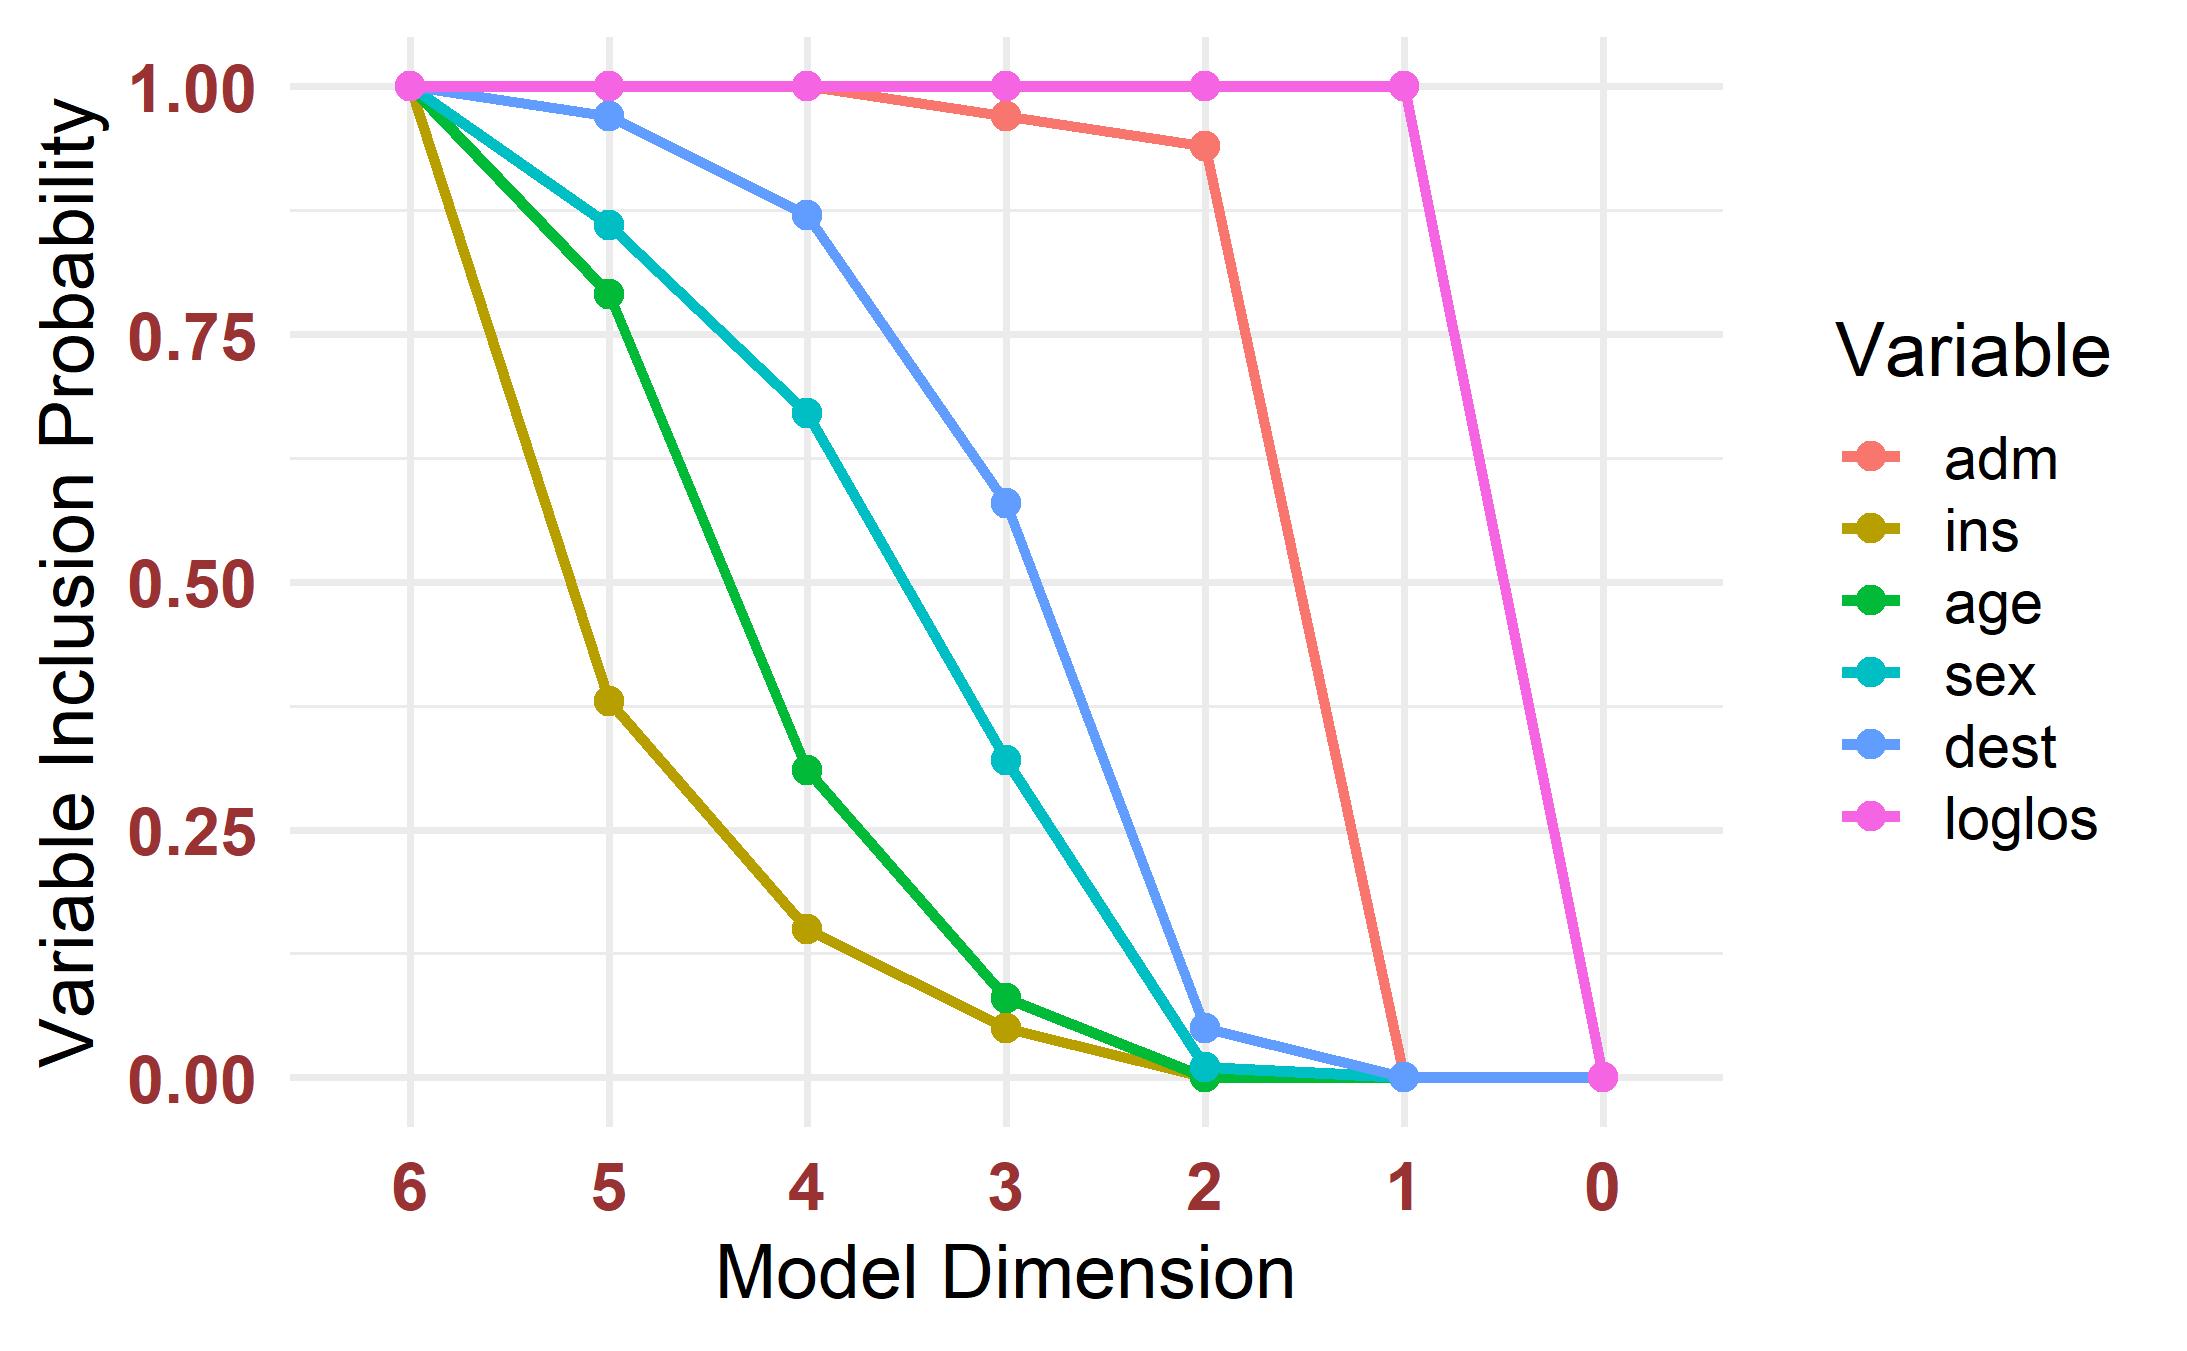 Variable Inclusion Probability
1.00
0.75
0.50
0.25
0.00
6 5 4 3 2 1 0
Model Dimension
Variable
adm
ins
age
sex
dest
loglos